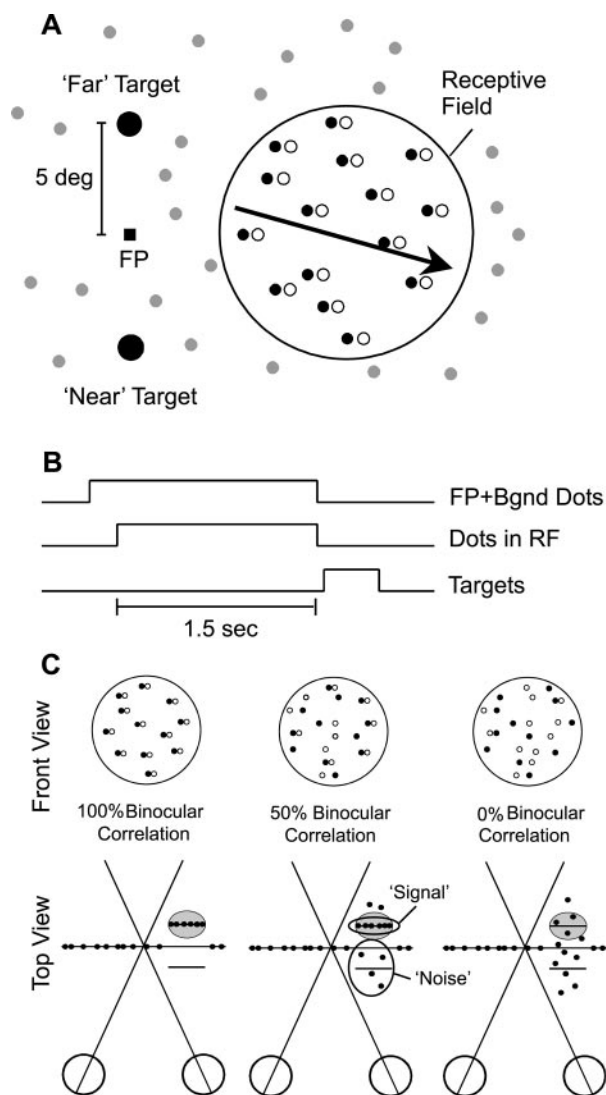 A
'Far' Target
Receptive
Field
5 deg
FP
'Near' Target
B
FP+Bgnd Dots
Dots in RF
Targets
1.5 sec
C
Front View
100% Binocular
Correlation
50% Binocular
Correlation
0% Binocular
Correlation
Top View
'Signal'
'Noise'